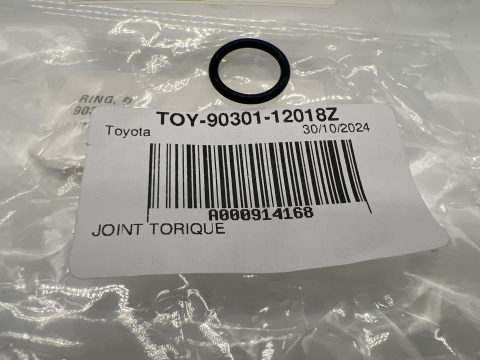 RING, O
TOY-90301-12018Z
Toyota 30/10/2024
A000914168
JOINT TORIQUE